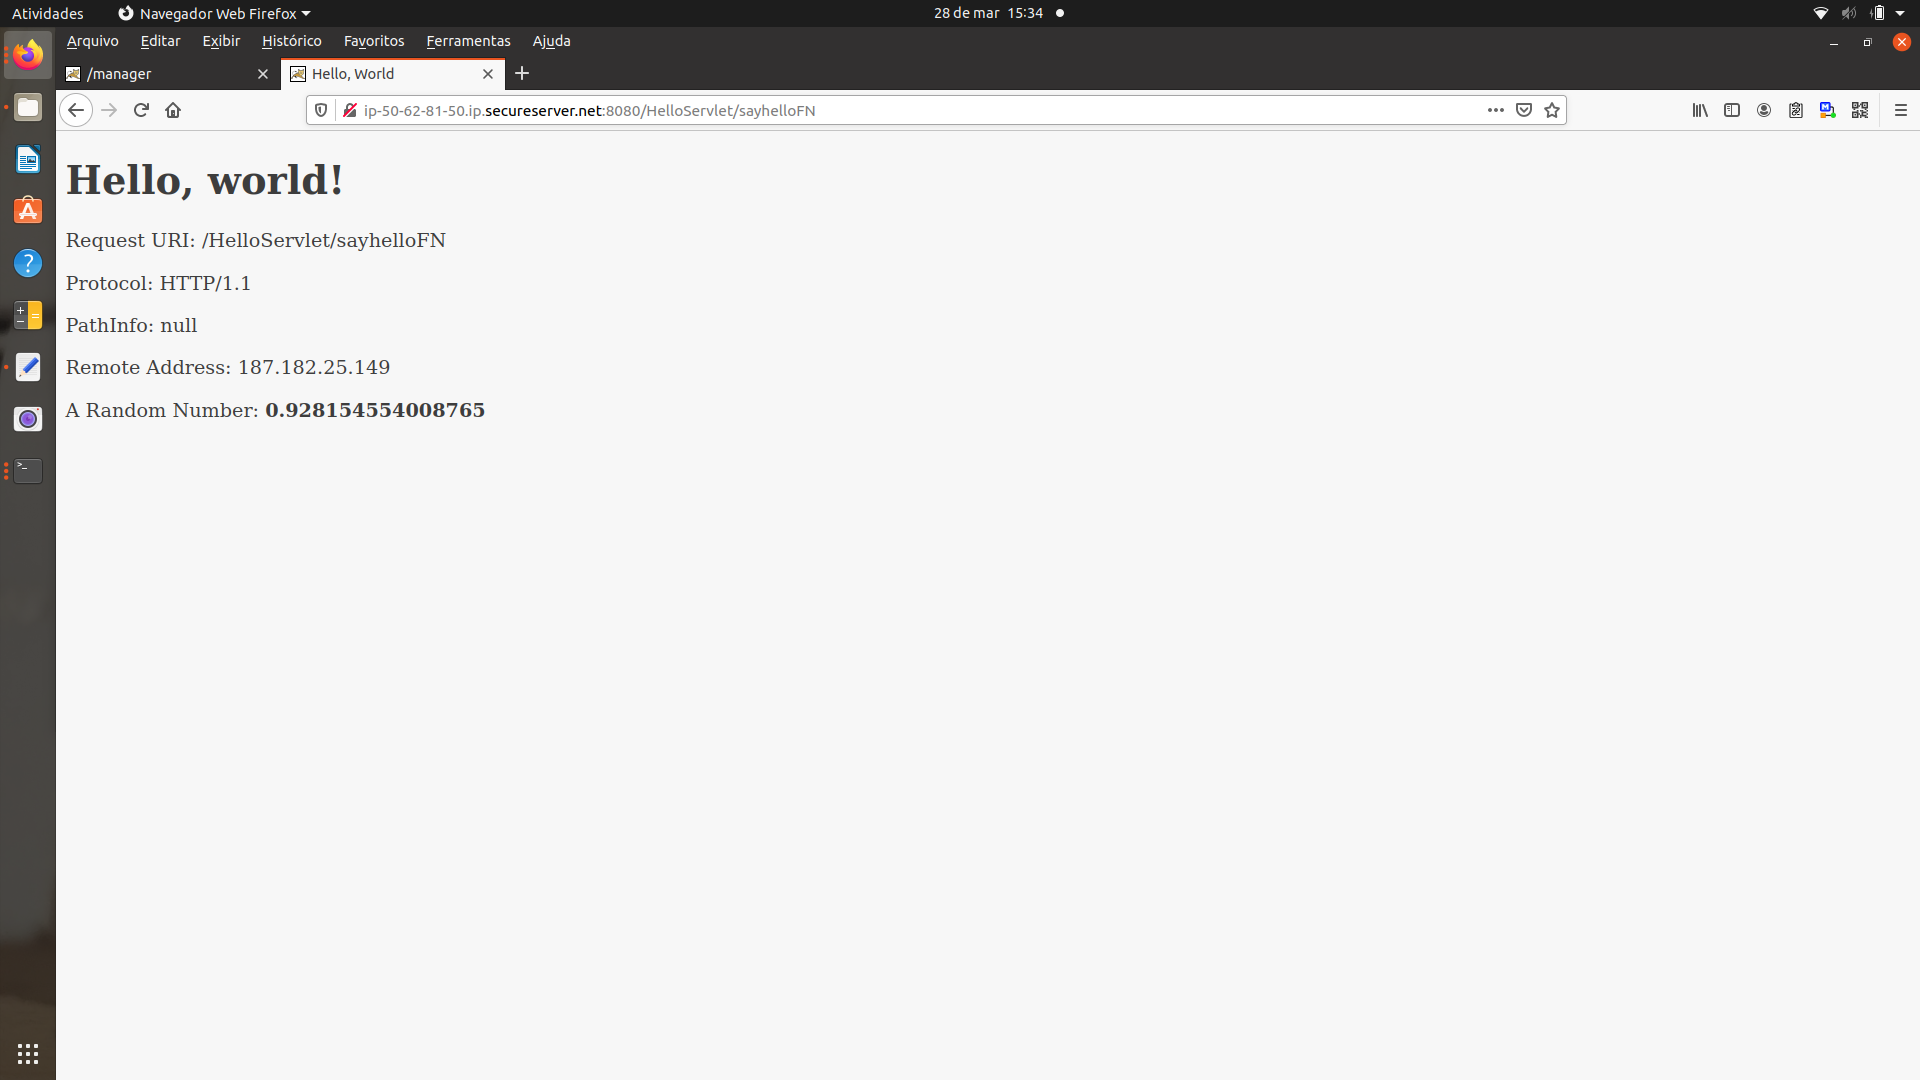 Atividades
Navegador Web Firefox
28 de mar 15:34
Arquivo Editar Exibir Histórico Favoritos Ferramentas Ajuda
/manager
Hello, World
ip-50-62-81-50.ip.secureserver.net:8080/HelloServlet/sayhelloFN
Hello, world!
Request URI: /HelloServlet/sayhelloFN
Protocol: HTTP/1.1
PathInfo: null
Remote Address: 187.182.25.149
A Random Number: 0.928154554008765